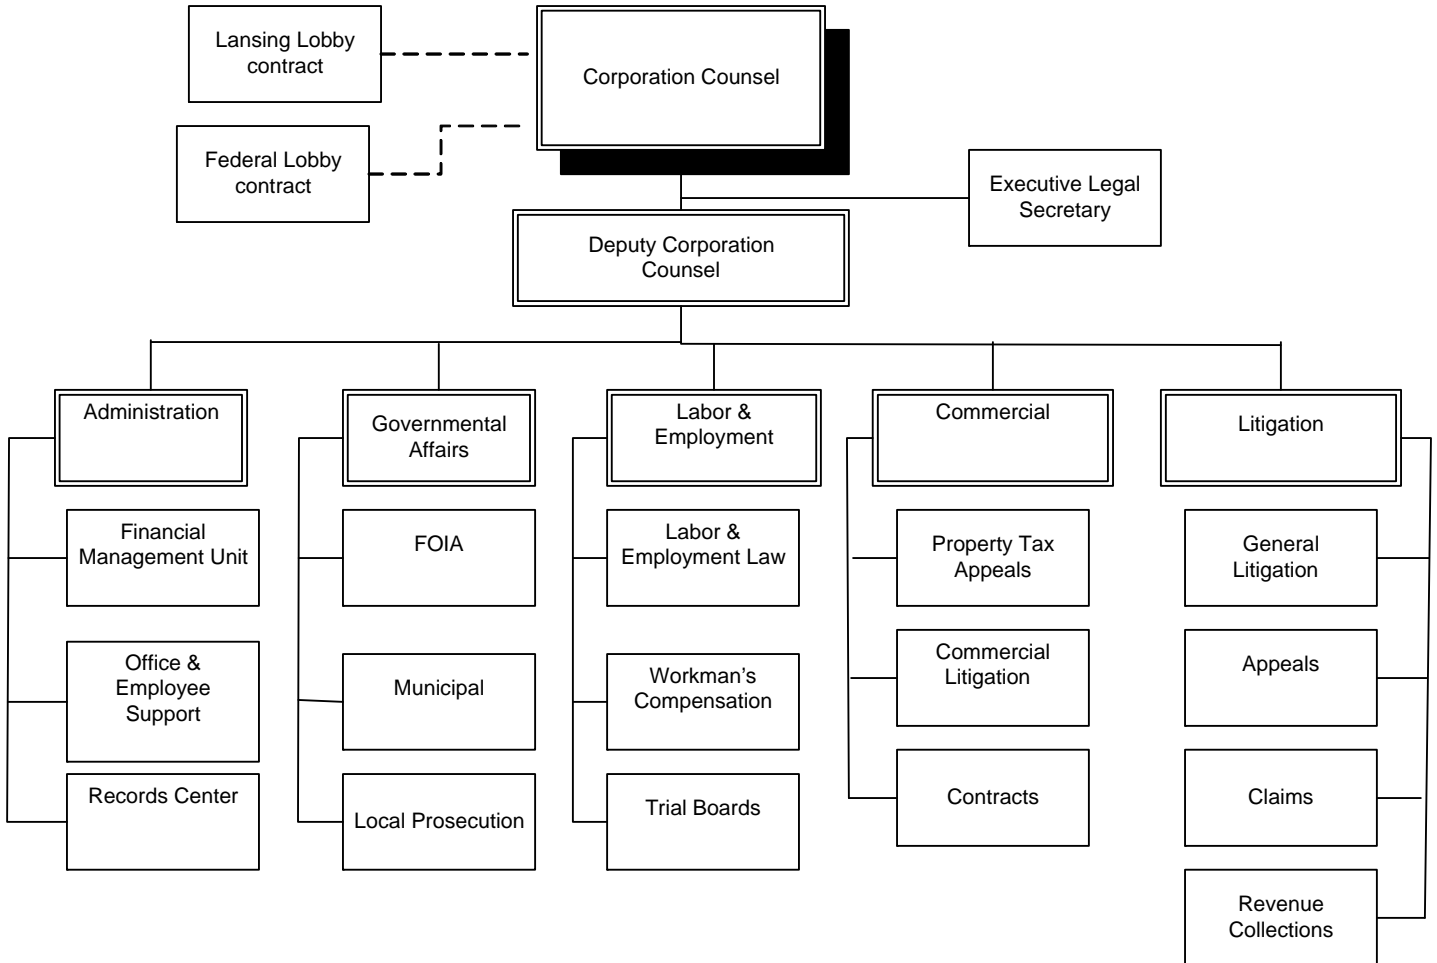 Lansing Lobby
contract
Corporation Counsel
Federal Lobby
contract
Executive Legal
Secretary
Deputy Corporation
Counsel
Administration
Governmental
Affairs
Labor &
Employment
Commercial
Litigation
Financial
Management Unit
FOIA
Labor &
Employment Law
Property Tax
Appeals
General
Litigation
Office &
Employee
Support
Municipal
Workman’s
Compensation
Commercial
Litigation
Appeals
Records Center
Local Prosecution
Trial Boards
Contracts
Claims
Revenue
Collections